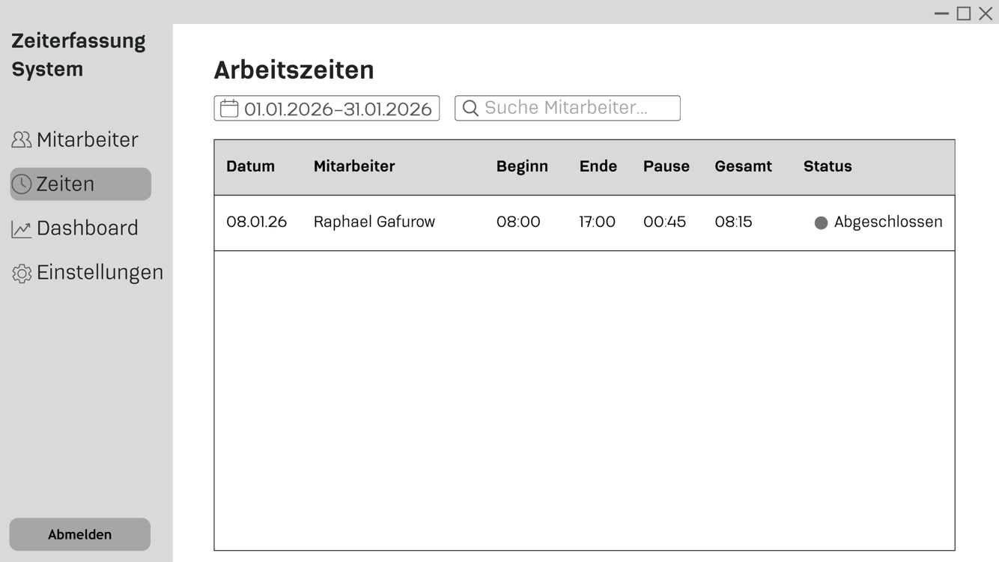 Zeiterfassung
System
Mitarbeiter
Zeiten
Dashboard
Einstellungen
Abmelden
Arbeitszeiten
01.01.2026–31.01.2026
Suche Mitarbeiter...
Datum Mitarbeiter Beginn Ende Pause Gesamt Status
08.01.26 Raphael Gafurow 08:00 17:00 00:45 08:15 Abgeschlossen